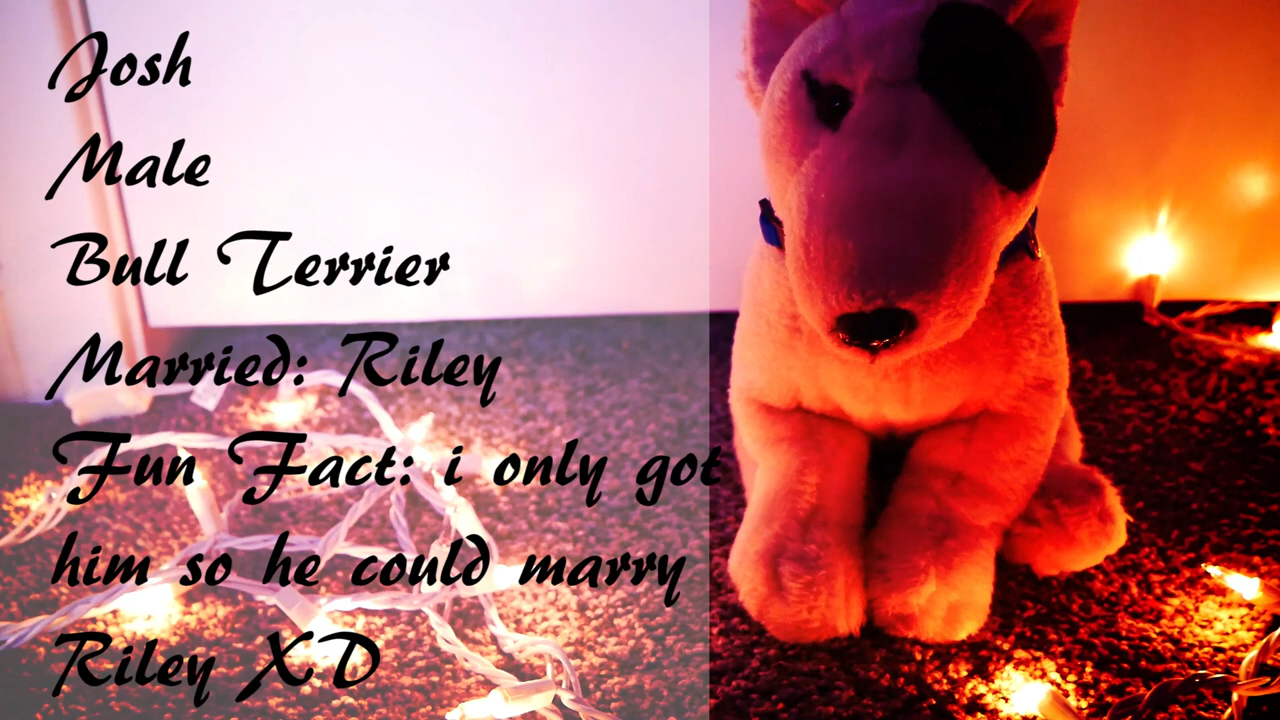 Josh
Male
Bull Terrier
Married: Riley
Fun Fact: i only got
him so he could marry
Riley XD